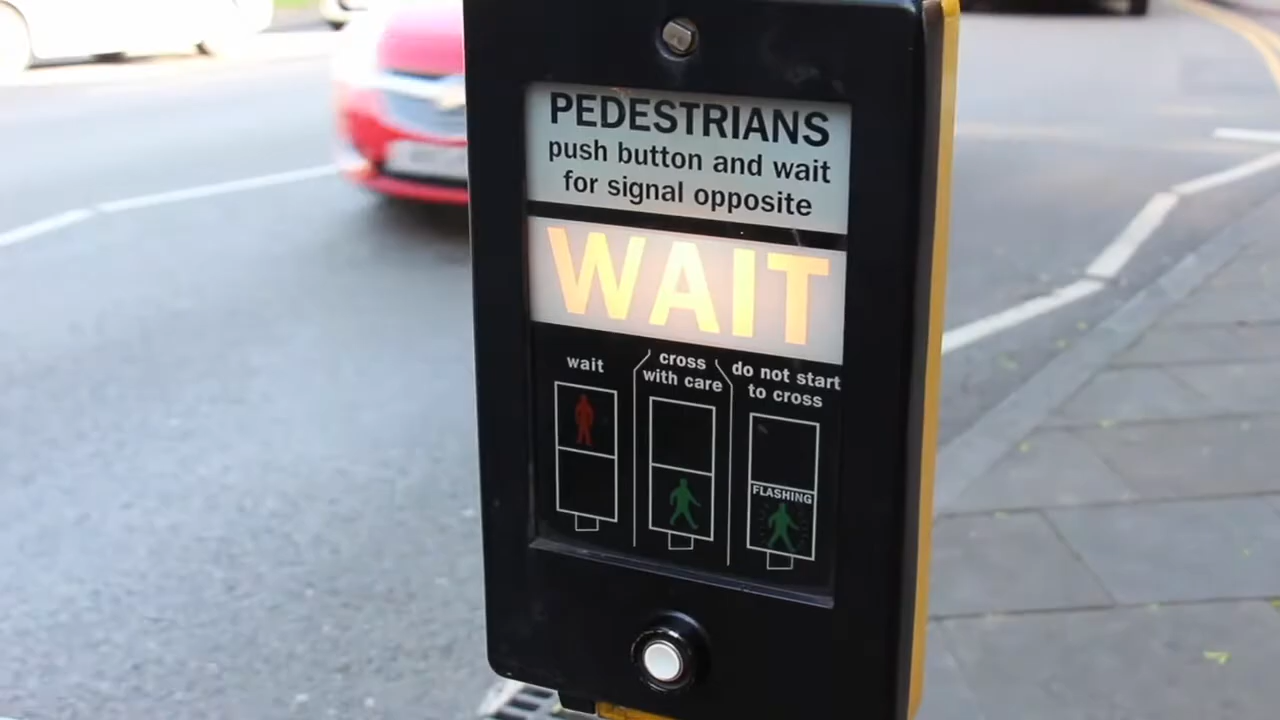 PEDESTRIANS
push button and wait
for signal opposite
WAIT
wait
cross
with care
do not start
to cross
FLASHING